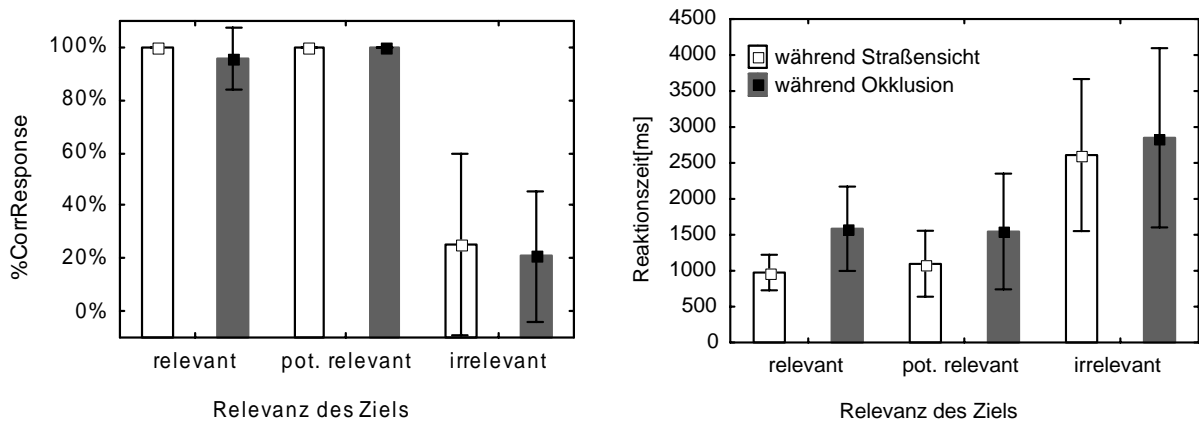 100%
80%
60%
40%
20%
0%
%CorrResponse
relevant pot. relevant irrelevant
Relevanz des Ziels
4500
4000
3500
3000
2500
2000
1500
1000
500
0
Reaktionszeit[ms]
während Straßensicht
während Okklusion
relevant pot. relevant irrelevant
Relevanz des Ziels